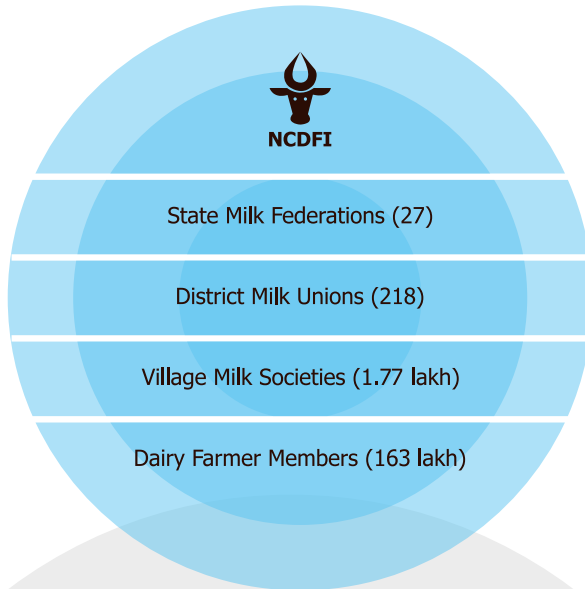 NCDFI
State Milk Federations (27)
District Milk Unions (218)
Village Milk Societies (1.77 lakh)
Dairy Farmer Members (163 lakh)